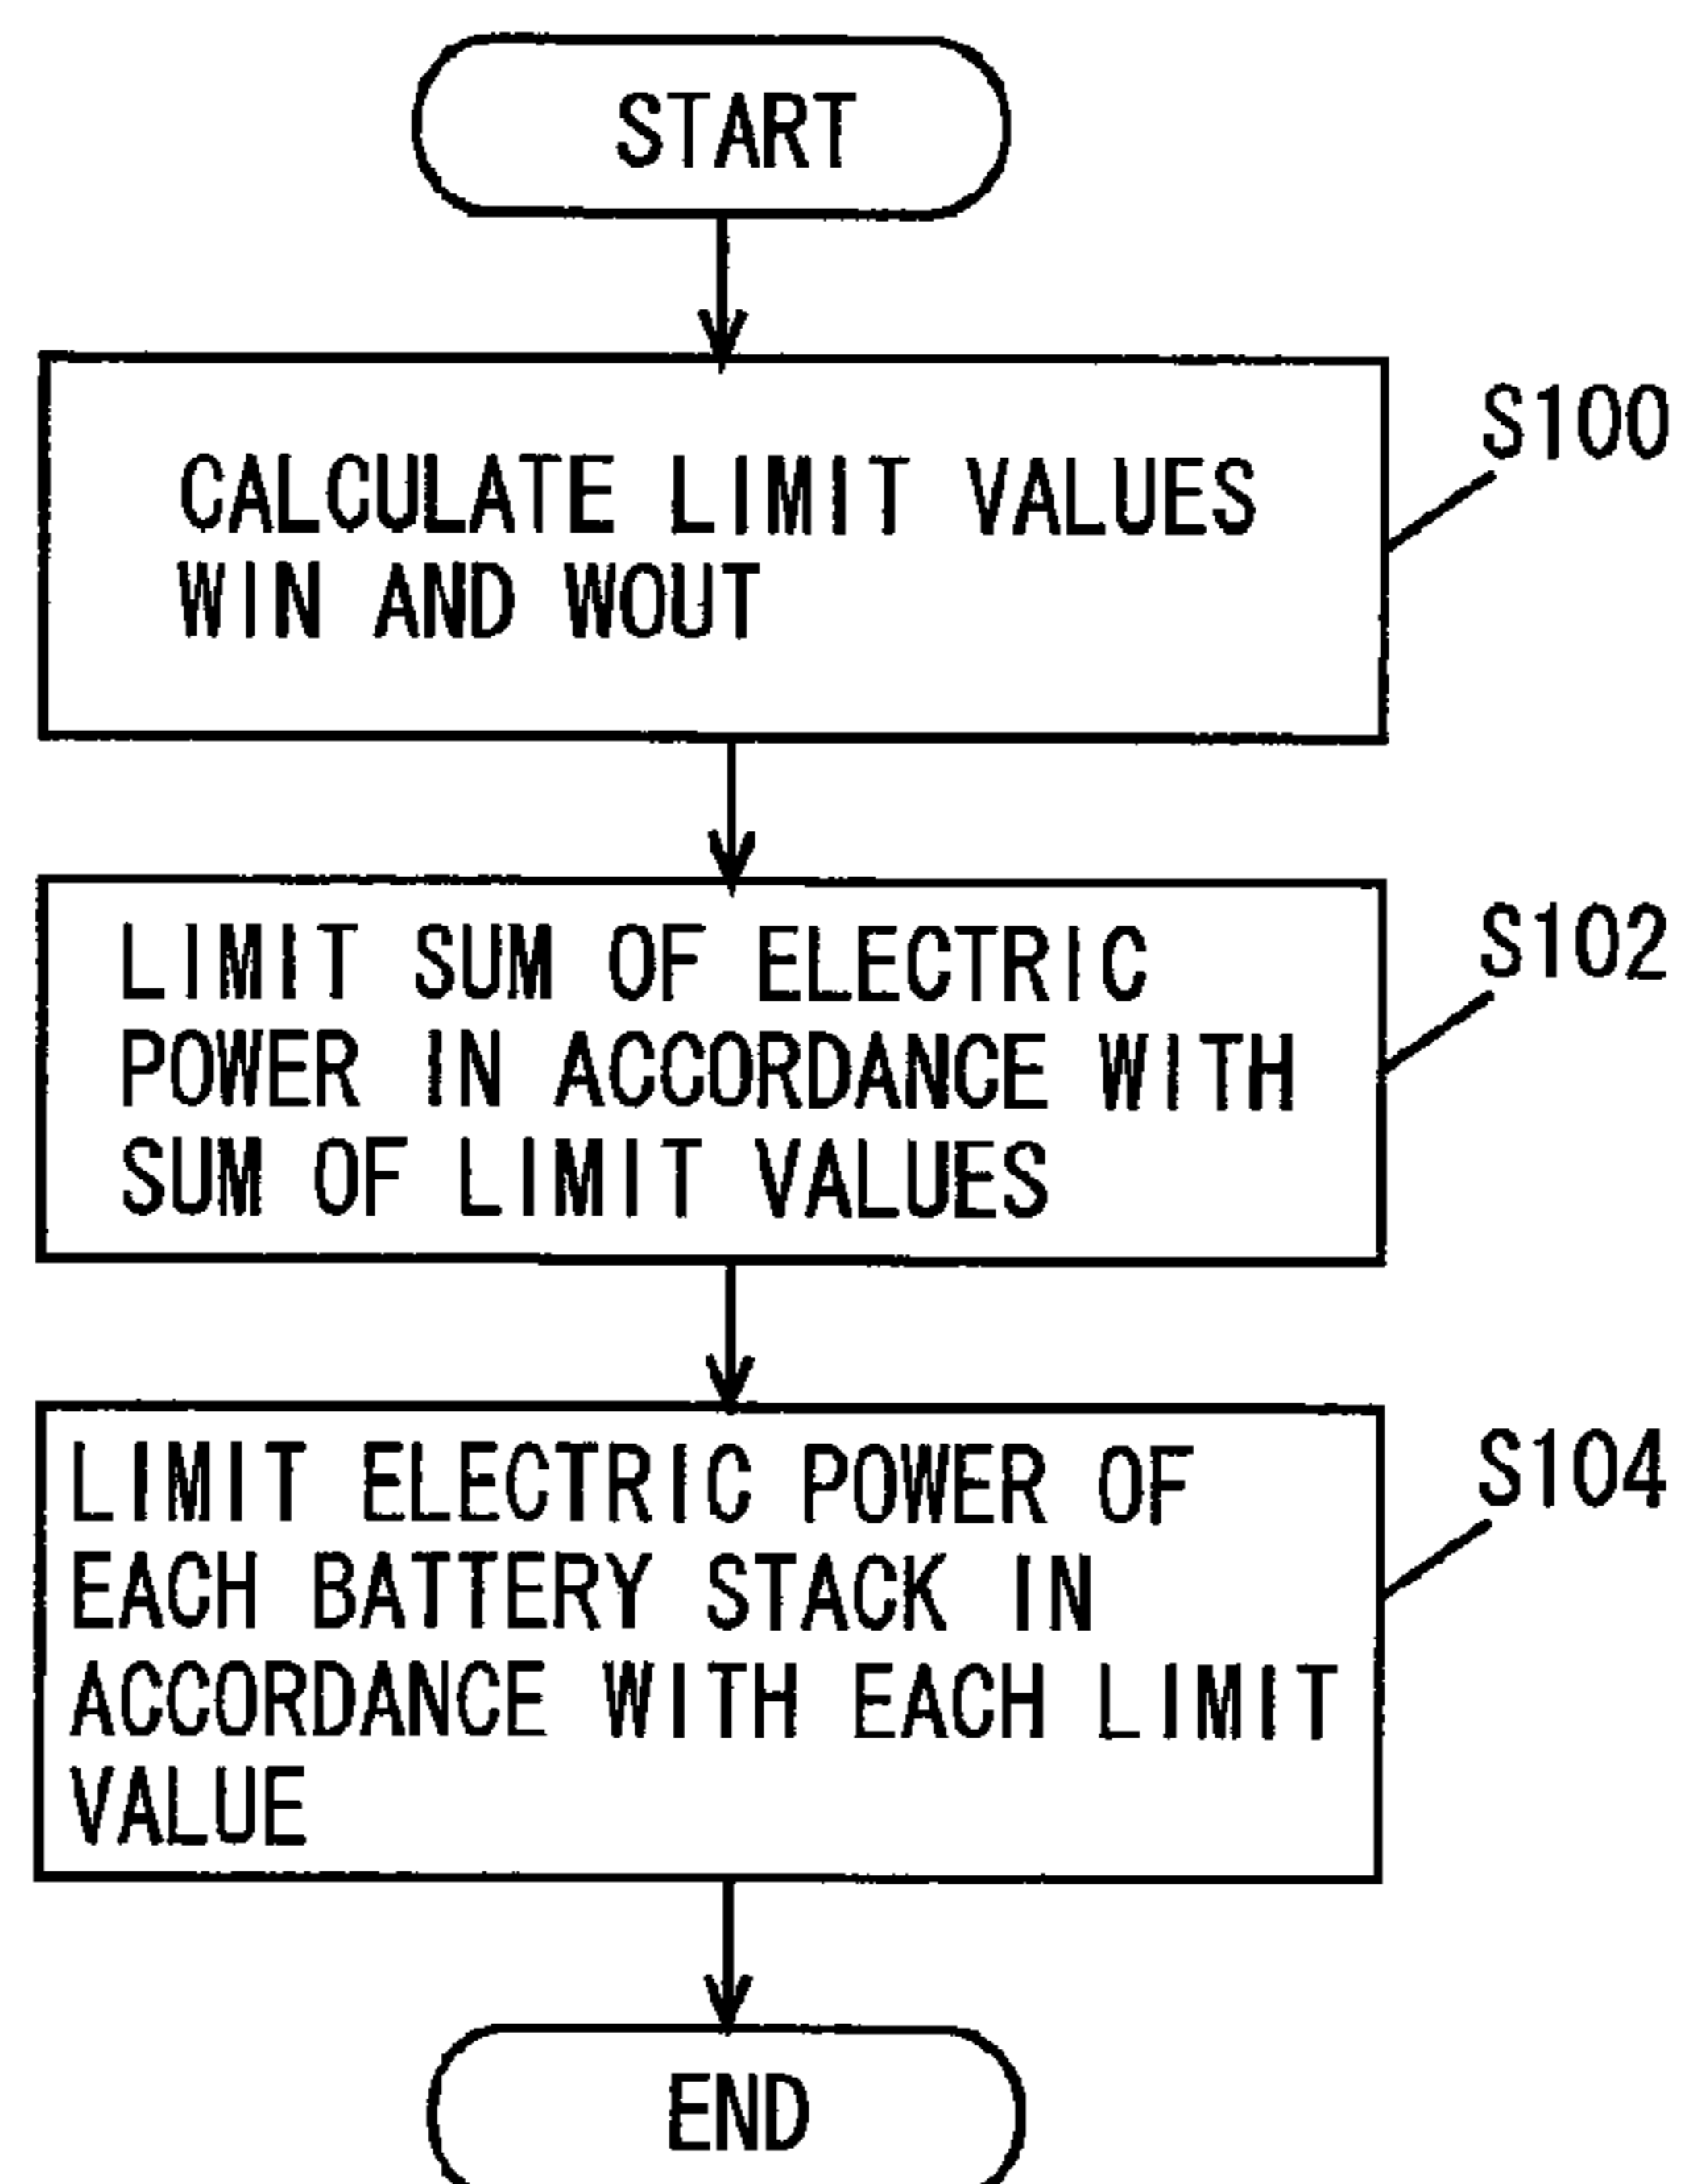 START
CALCULATE LIMIT VALUES
WIN AND WOUT
S100
LIMIT SUM OF ELECTRIC
POWER IN ACCORDANCE WITH
SUM OF LIMIT VALUES
S102
LIMIT ELECTRIC POWER OF
EACH BATTERY STACK IN
ACCORDANCE WITH EACH LIMIT
VALUE
S104
END